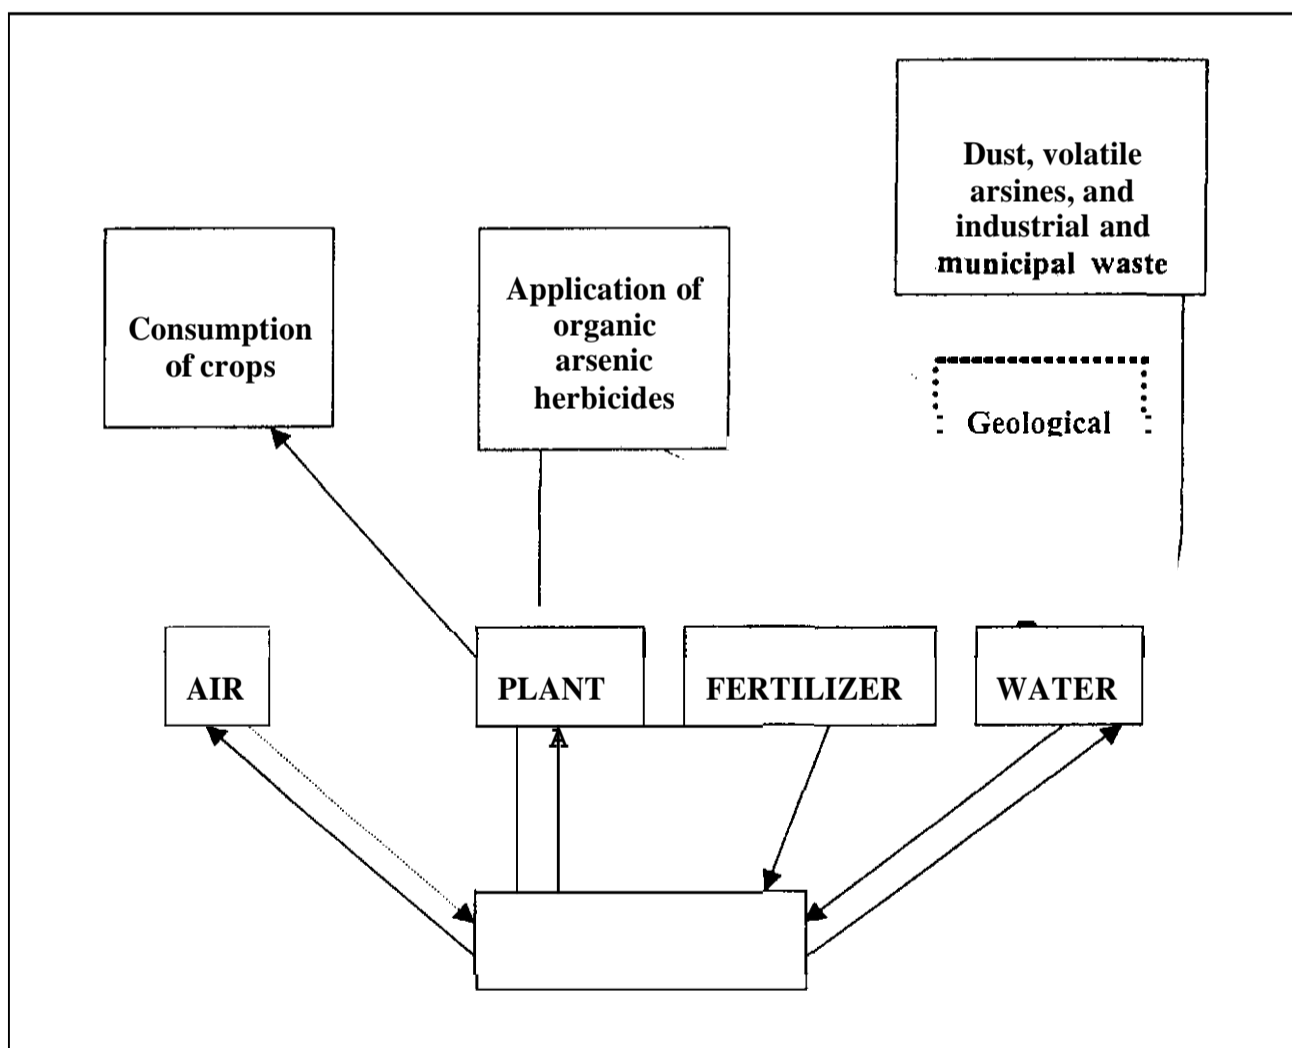 Dust, volatile
arsines, and
industrial and
municipal waste
Consumption
of crops
Application of
organic
arsenic
herbicides
Geological
AIR
PLANT
FERTILIZER
WATER